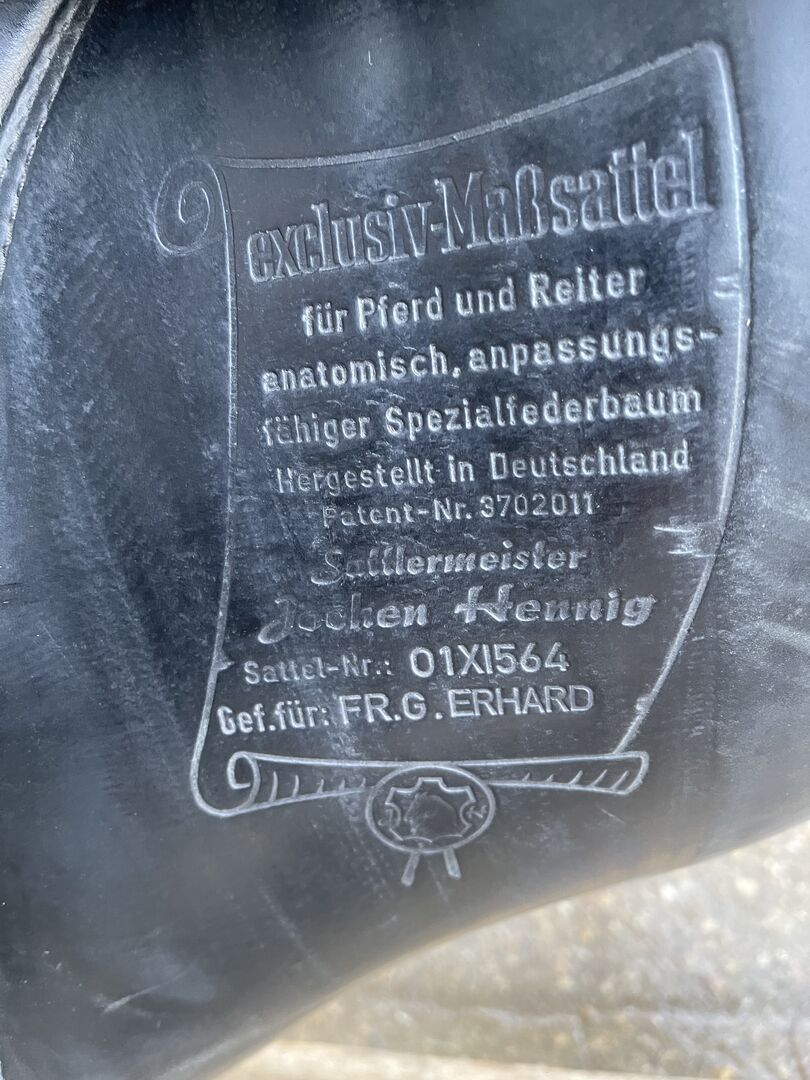 exclusiv-Maßsattel
für Pferd und Reiter
anatomisch, anpassungs-
fähiger Spezialfederbaum
Hergestellt in Deutschland
Patent-Nr. 3702011
Sattlermeister
Jochen Hennig
Sattel-Nr.: 01XI564
Gef.für: FR.G.ERHARD